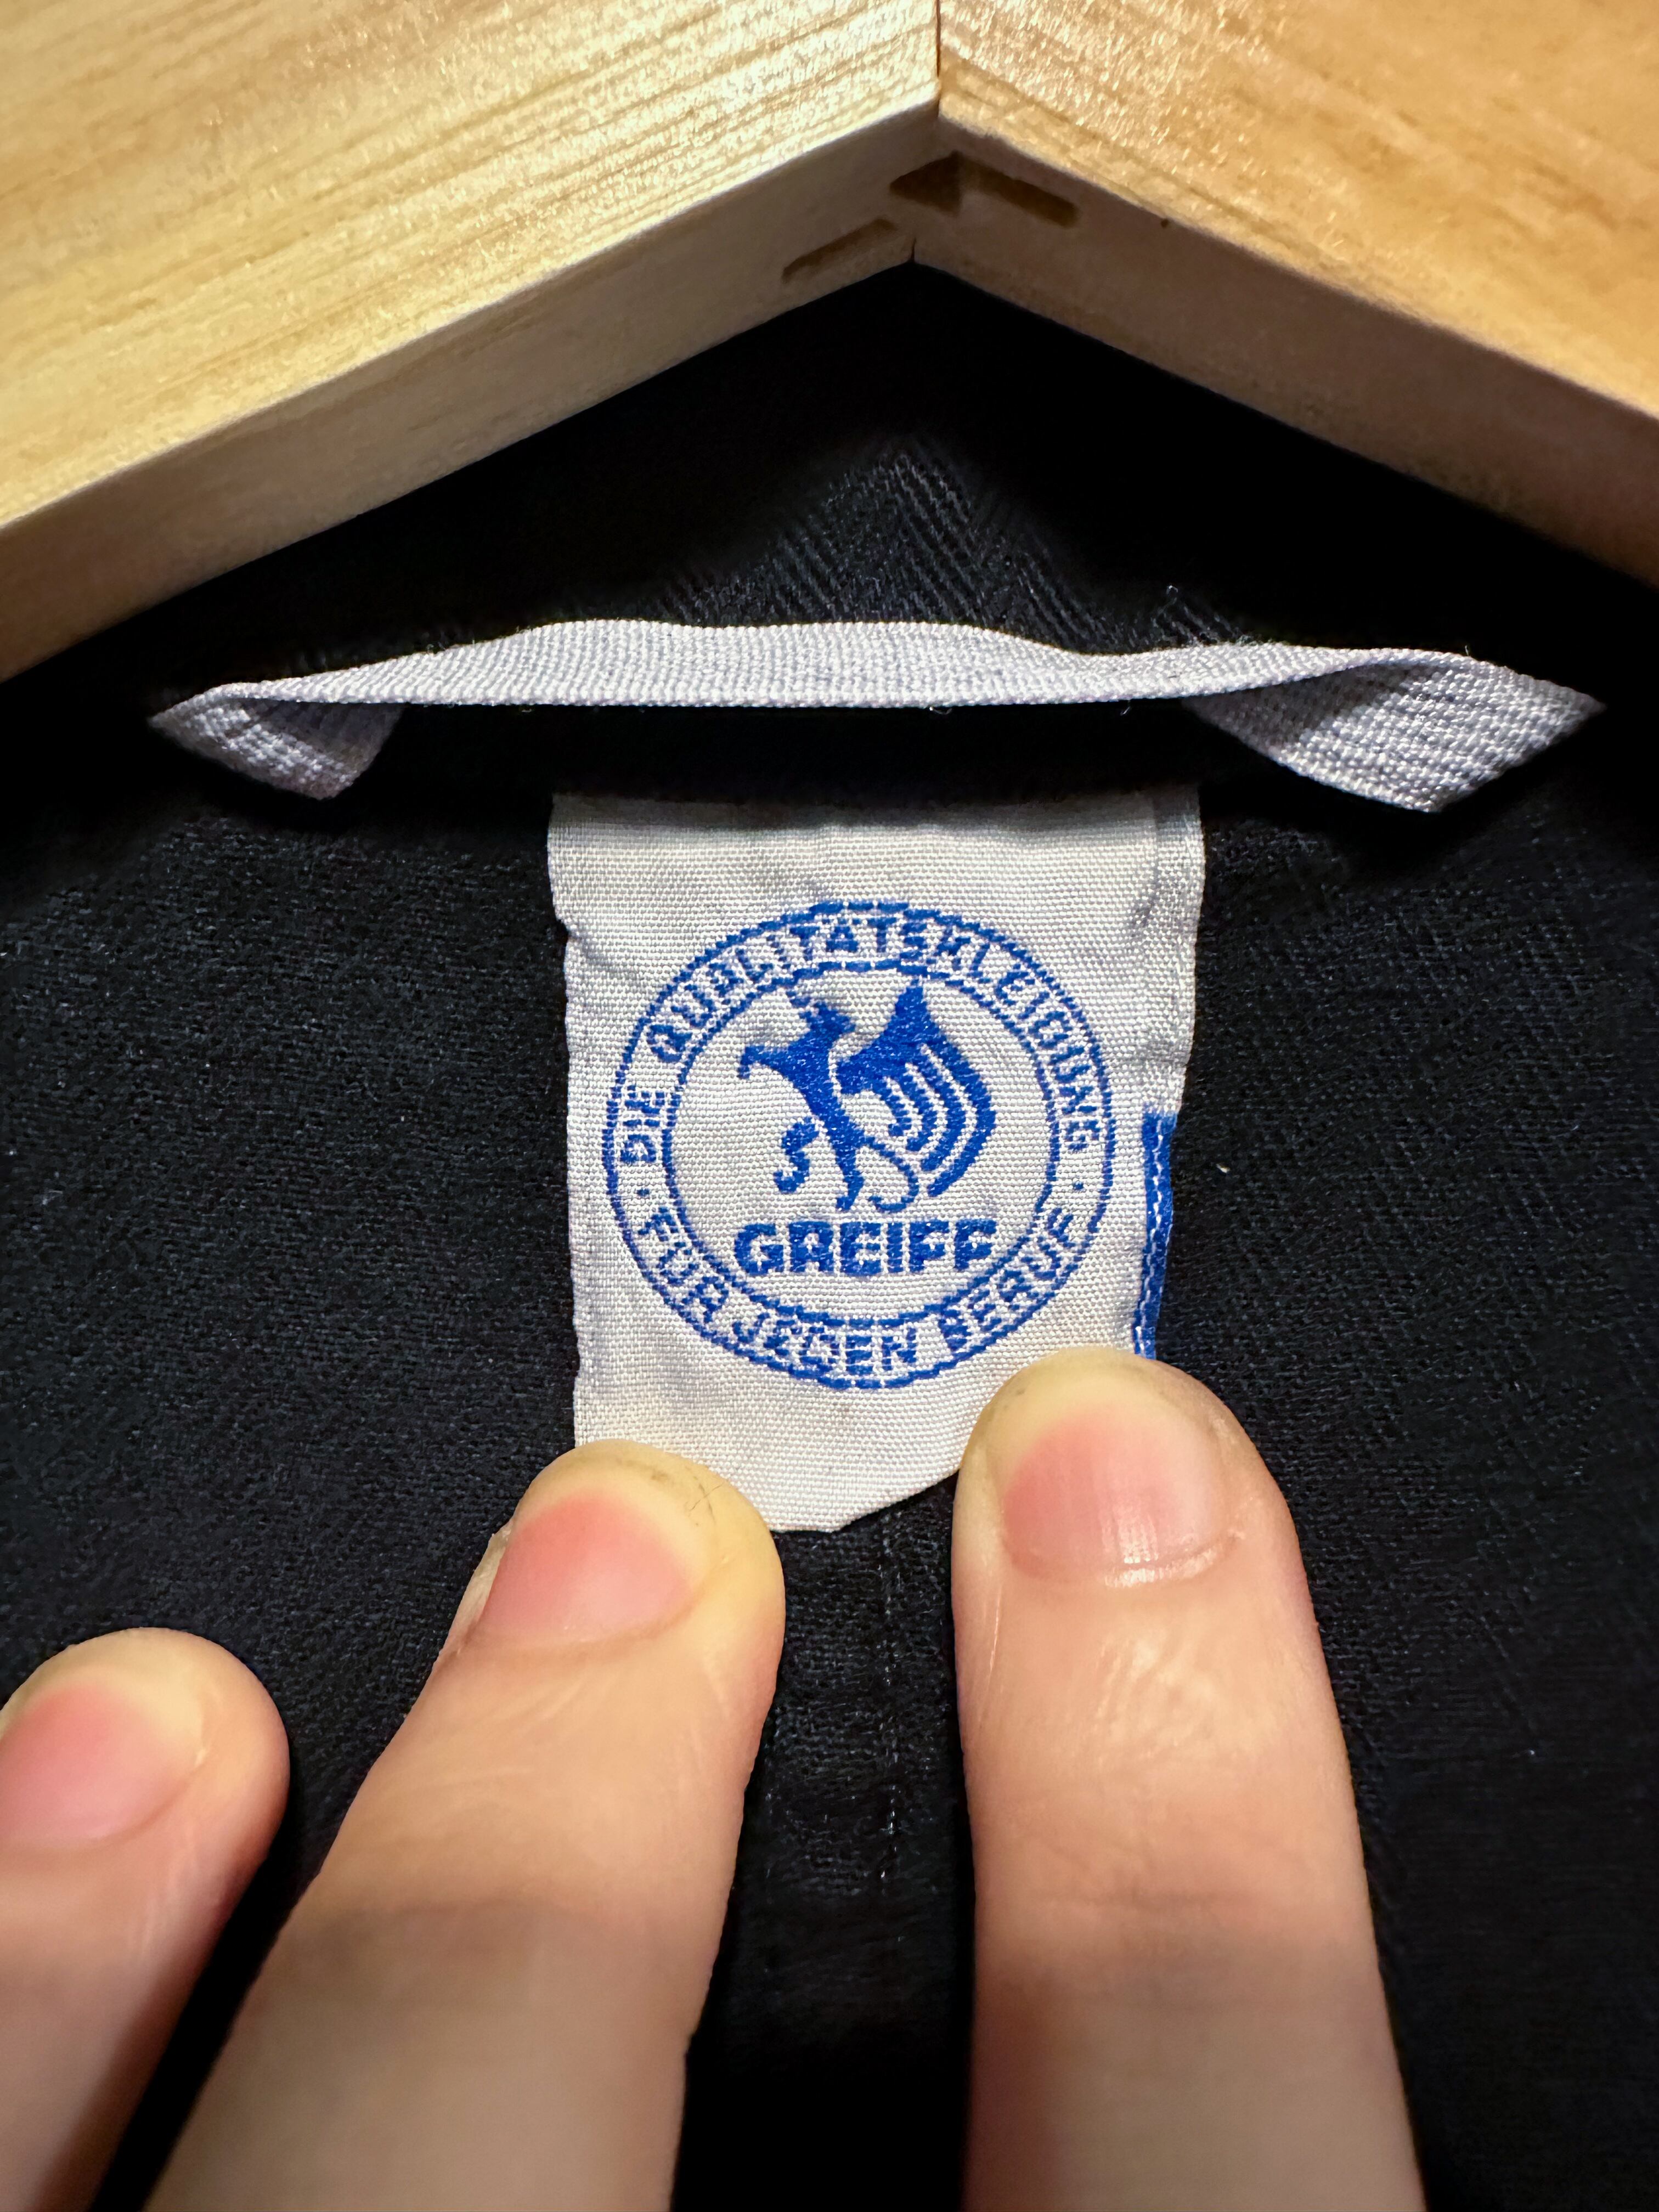 DIE QUALITÄTSKLEIDUNG
GREIFF
· FÜR JEDEN BERUF ·